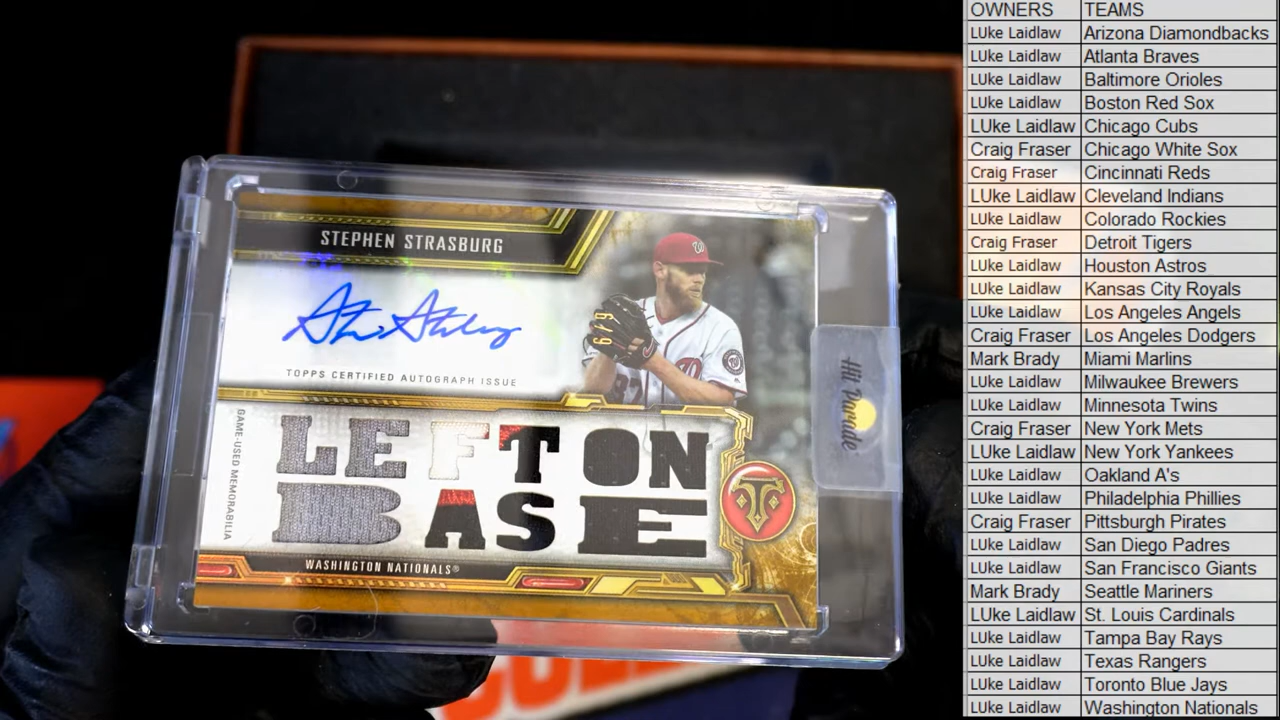 STEPHEN STRASBURG
9/9
TOPPS CERTIFIED AUTOGRAPH ISSUE
GAME-USED MEMORABILIA
LEFT ON
BASE
WASHINGTON NATIONALS®
Hit Parade
OWNERS TEAMS
LUke Laidlaw Arizona Diamondbacks
LUke Laidlaw Atlanta Braves
LUke Laidlaw Baltimore Orioles
LUke Laidlaw Boston Red Sox
LUke Laidlaw Chicago Cubs
Craig Fraser Chicago White Sox
Craig Fraser Cincinnati Reds
LUke Laidlaw Cleveland Indians
LUke Laidlaw Colorado Rockies
Craig Fraser Detroit Tigers
LUke Laidlaw Houston Astros
LUke Laidlaw Kansas City Royals
LUke Laidlaw Los Angeles Angels
Craig Fraser Los Angeles Dodgers
Mark Brady Miami Marlins
LUke Laidlaw Milwaukee Brewers
LUke Laidlaw Minnesota Twins
Craig Fraser New York Mets
LUke Laidlaw New York Yankees
LUke Laidlaw Oakland A's
LUke Laidlaw Philadelphia Phillies
Craig Fraser Pittsburgh Pirates
LUke Laidlaw San Diego Padres
LUke Laidlaw San Francisco Giants
Mark Brady Seattle Mariners
LUke Laidlaw St. Louis Cardinals
LUke Laidlaw Tampa Bay Rays
LUke Laidlaw Texas Rangers
LUke Laidlaw Toronto Blue Jays
LUke Laidlaw Washington Nationals